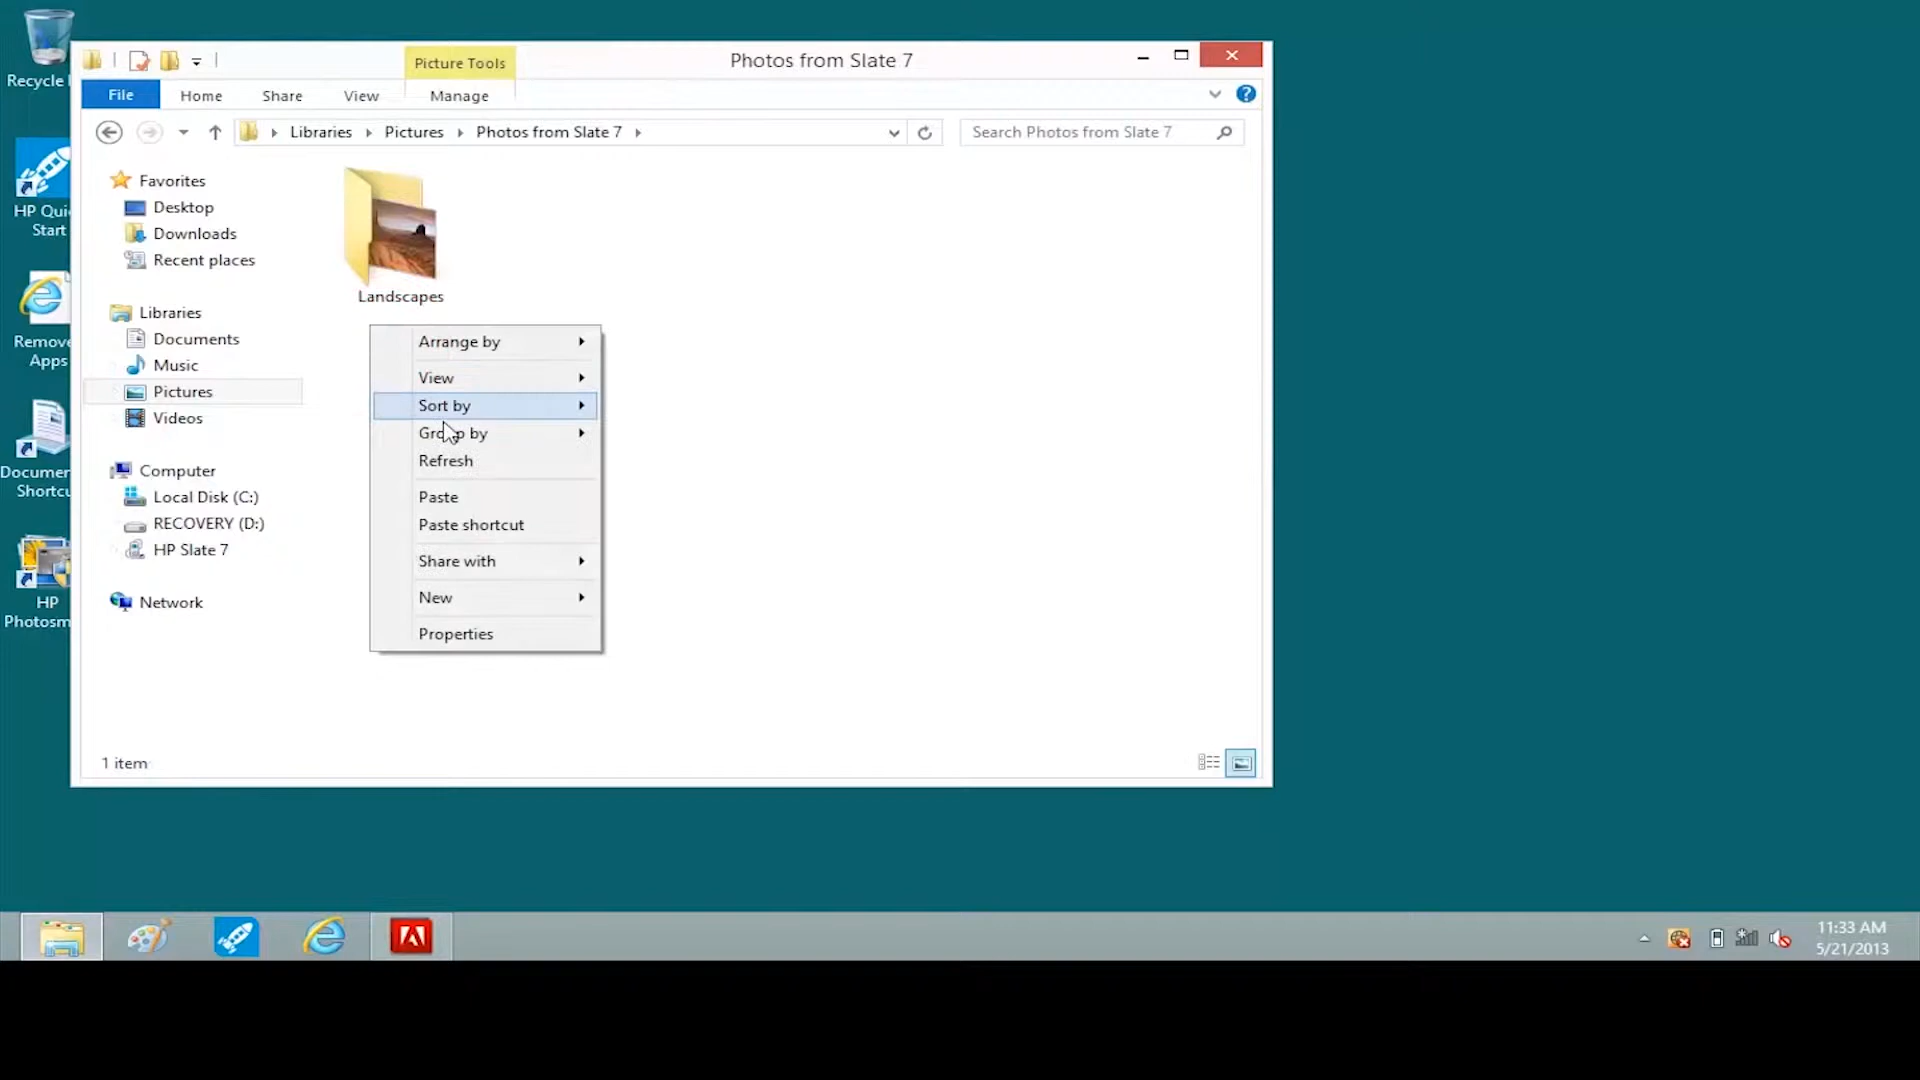 Recycle
Picture Tools
Photos from Slate 7
File
Home
Share
View
Manage
Libraries
Pictures
Photos from Slate 7
Search Photos from Slate 7
HP Qui
Start
Remove
Apps
Documen
Shortcu
HP
Photosm
Favorites
Desktop
Downloads
Recent places
Libraries
Documents
Music
Pictures
Videos
Computer
Local Disk (C:)
RECOVERY (D:)
HP Slate 7
Network
Landscapes
Arrange by
View
Sort by
Group by
Refresh
Paste
Paste shortcut
Share with
New
Properties
1 item
11:33 AM
5/21/2013